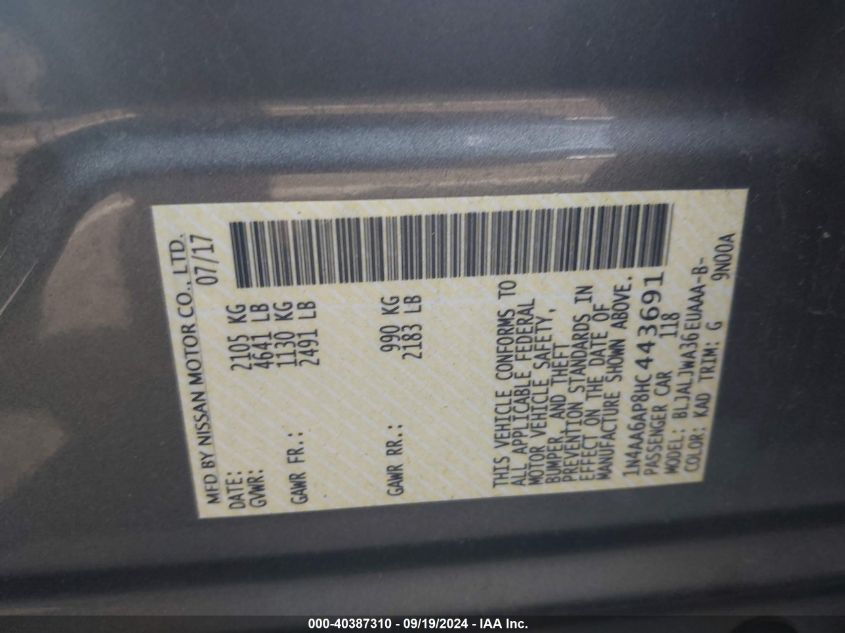 MFD BY NISSAN MOTOR CO., LTD.
DATE: 07/17
GVWR: 2105 KG
4641 LB
GAWR FR.: 1130 KG
2491 LB
GAWR RR.: 990 KG
2183 LB
THIS VEHICLE CONFORMS TO
ALL APPLICABLE FEDERAL
MOTOR VEHICLE SAFETY,
BUMPER, AND THEFT
PREVENTION STANDARDS IN
EFFECT ON THE DATE OF
MANUFACTURE SHOWN ABOVE.
1N4AA6AP8HC443691
PASSENGER CAR 118
MODEL: BLJALJWA36EUAAA-B-
COLOR: KAD TRIM: G 9N00A
000-40387310 - 09/19/2024 - IAA Inc.